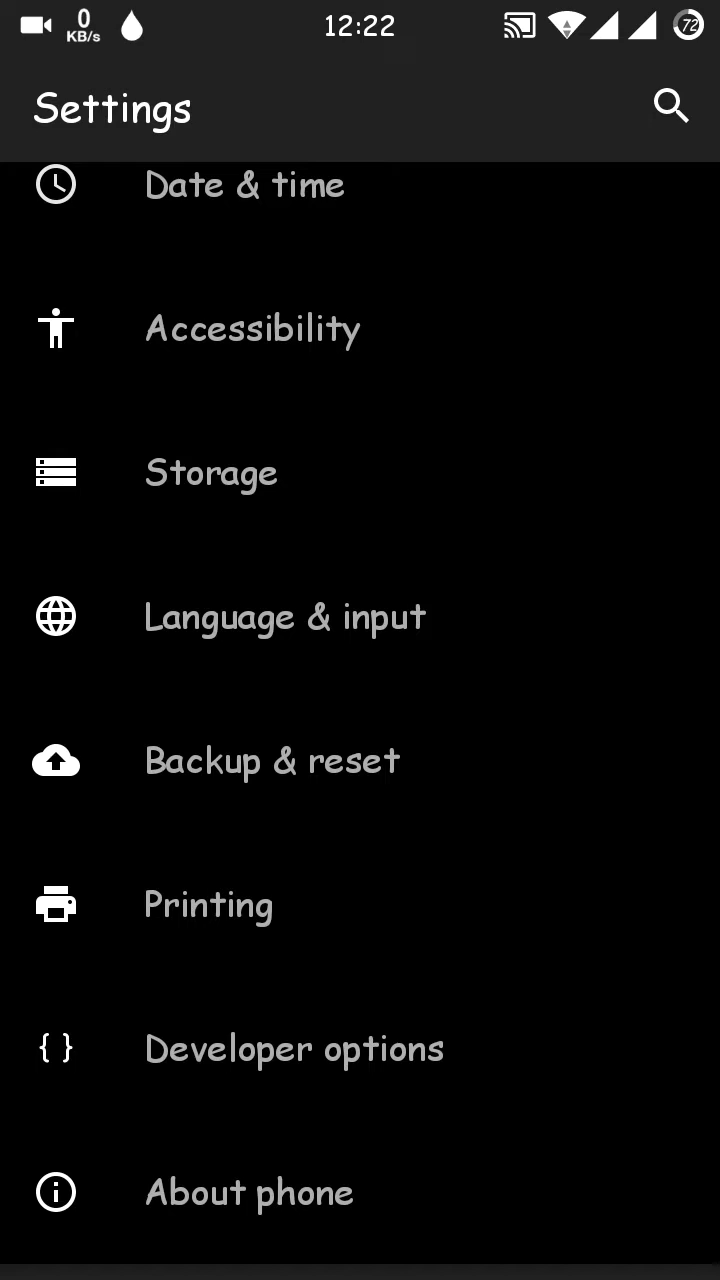 0
KB/s
12:22
72
Settings
Date & time
Accessibility
Storage
Language & input
Backup & reset
Printing
{ } Developer options
About phone